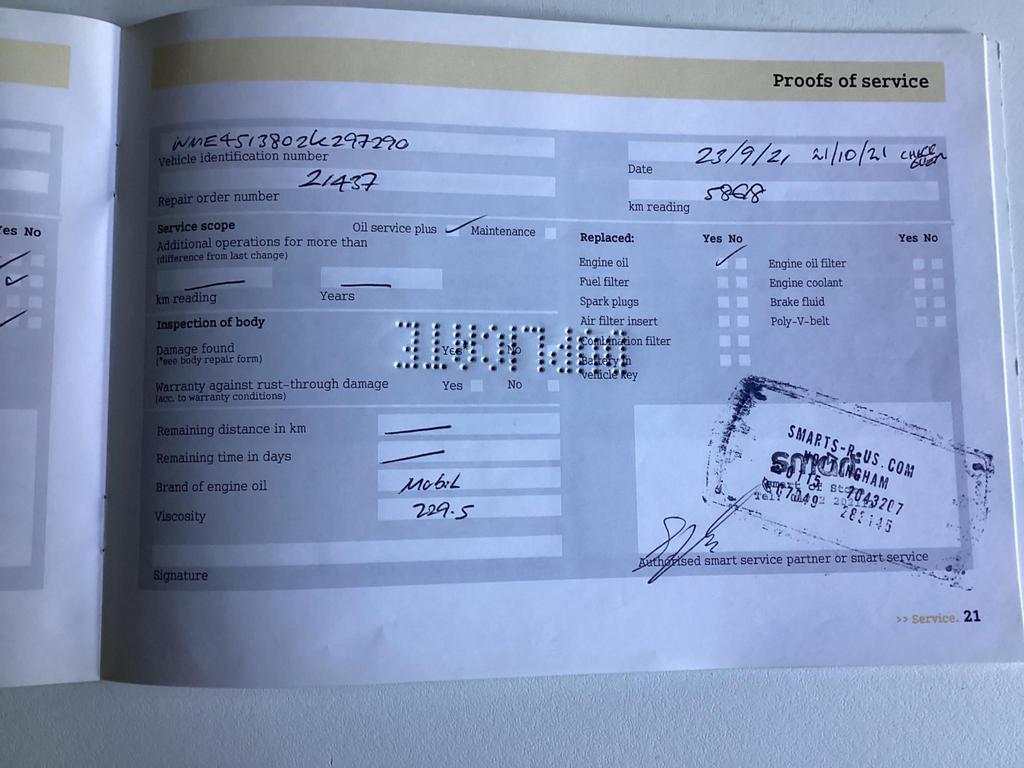 Proofs of service
WME4513802K297290
Vehicle identification number
21437
Repair order number
23/9/21 21/10/21 CHANGE OVER
Date
km reading
Yes No
Service scope
Oil service plus Maintenance
Additional operations for more than
(difference from last change)
km reading Years
Inspection of body
Damage found Yes No
(*see body repair form)
Warranty against rust-through damage Yes No
(acc. to warranty conditions)
Remaining distance in km
Remaining time in days
Brand of engine oil Mobil
Viscosity 229.5
Signature
Replaced: Yes No Yes No
Engine oil Engine oil filter
Fuel filter Engine coolant
Spark plugs Brake fluid
Air filter insert Poly-V-belt
Combination filter
Battery in
vehicle key
DUPLICATE
SMARTS-R-US.COM
smart
Authorised smart service partner or smart service
>> Service. 21